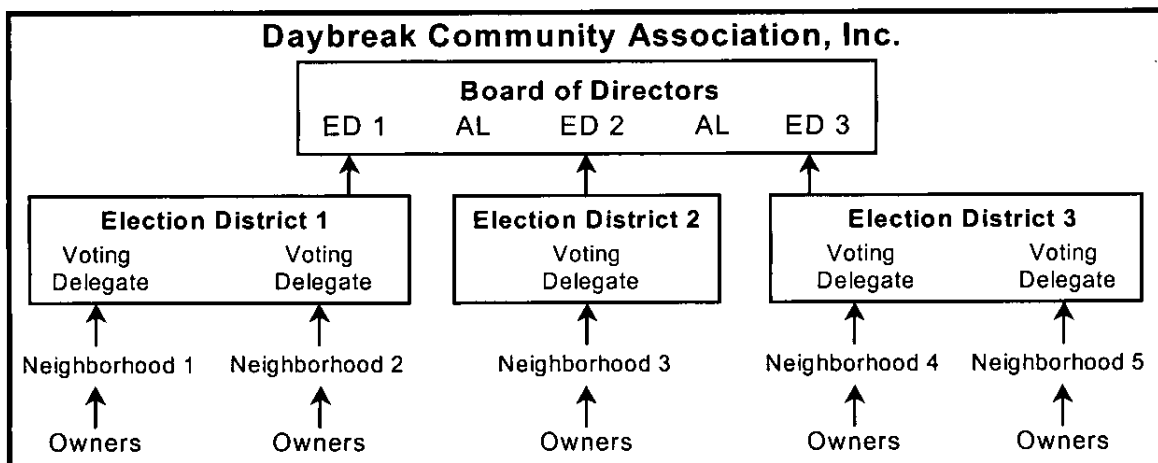 Daybreak Community Association, Inc.
Board of Directors
ED 1 AL ED 2 AL ED 3
Election District 1 Election District 2 Election District 3
Voting Voting Voting Voting Voting
Delegate Delegate Delegate Delegate Delegate
Neighborhood 1 Neighborhood 2 Neighborhood 3 Neighborhood 4 Neighborhood 5
Owners Owners Owners Owners Owners